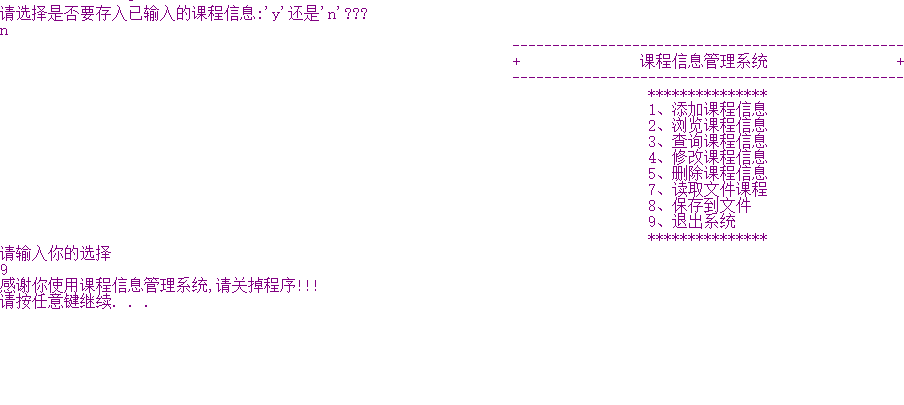 请选择是否要存入已输入的课程信息:'y'还是'n'???
n
----------------------------------------------------
+ 课程信息管理系统 +
----------------------------------------------------
***************
1、添加课程信息
2、浏览课程信息
3、查询课程信息
4、修改课程信息
5、删除课程信息
7、读取文件课程
8、保存到文件
9、退出系统
***************
请输入你的选择
9
感谢你使用课程信息管理系统,请关掉程序!!!
请按任意键继续. . .